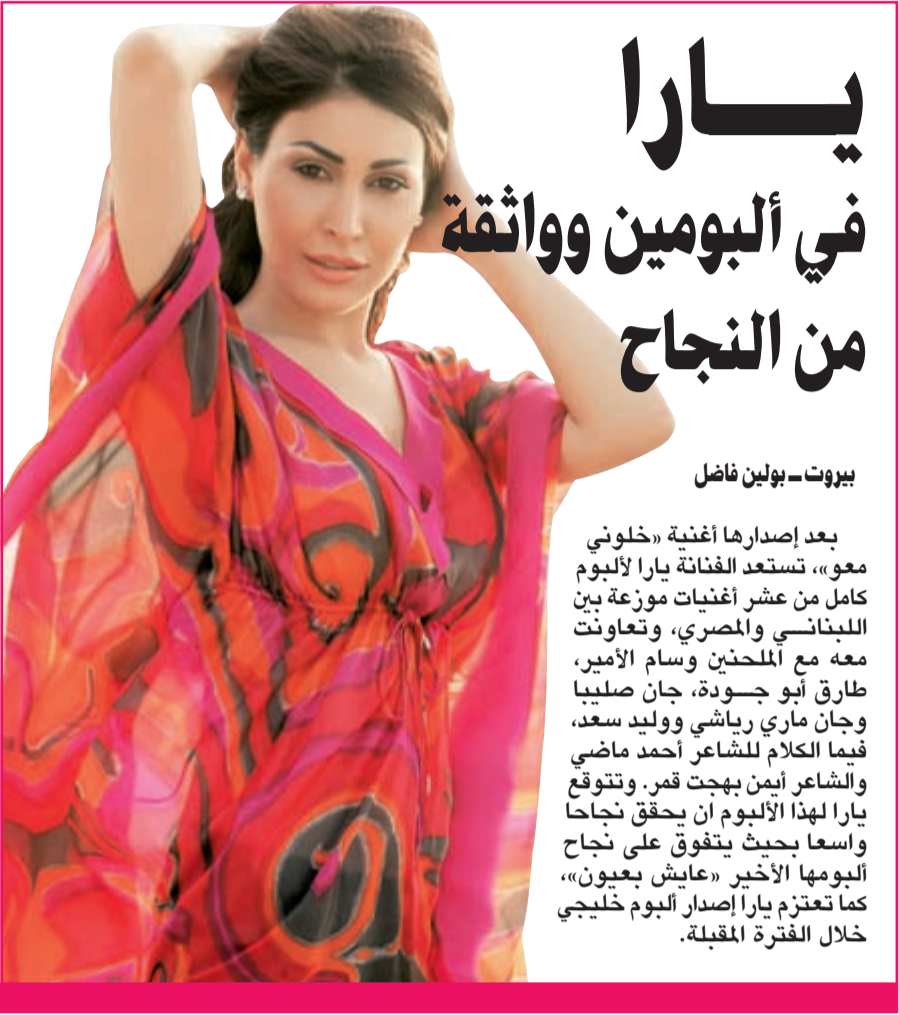 يـــارا
في ألبومين وواثقة
من النجاح
بيروت ـ بولين فاضل
بعد إصدارها أغنية «خلوني
معو»، تستعد الفنانة يارا لألبوم
كامل من عشر أغنيات موزعة بين
اللبنانـــي والمصري، وتعاونت
معه مع الملحنين وسام الأمير،
طارق أبو جـــودة، جان صليبا
وجان ماري رياشي ووليد سعد،
فيما الكلام للشاعر أحمد ماضي
والشاعر أيمن بهجت قمر. وتتوقع
يارا لهذا الألبوم ان يحقق نجاحا
واسعا بحيث يتفوق على نجاح
ألبومها الأخير «عايش بعيون»،
كما تعتزم يارا إصدار ألبوم خليجي
خلال الفترة المقبلة.